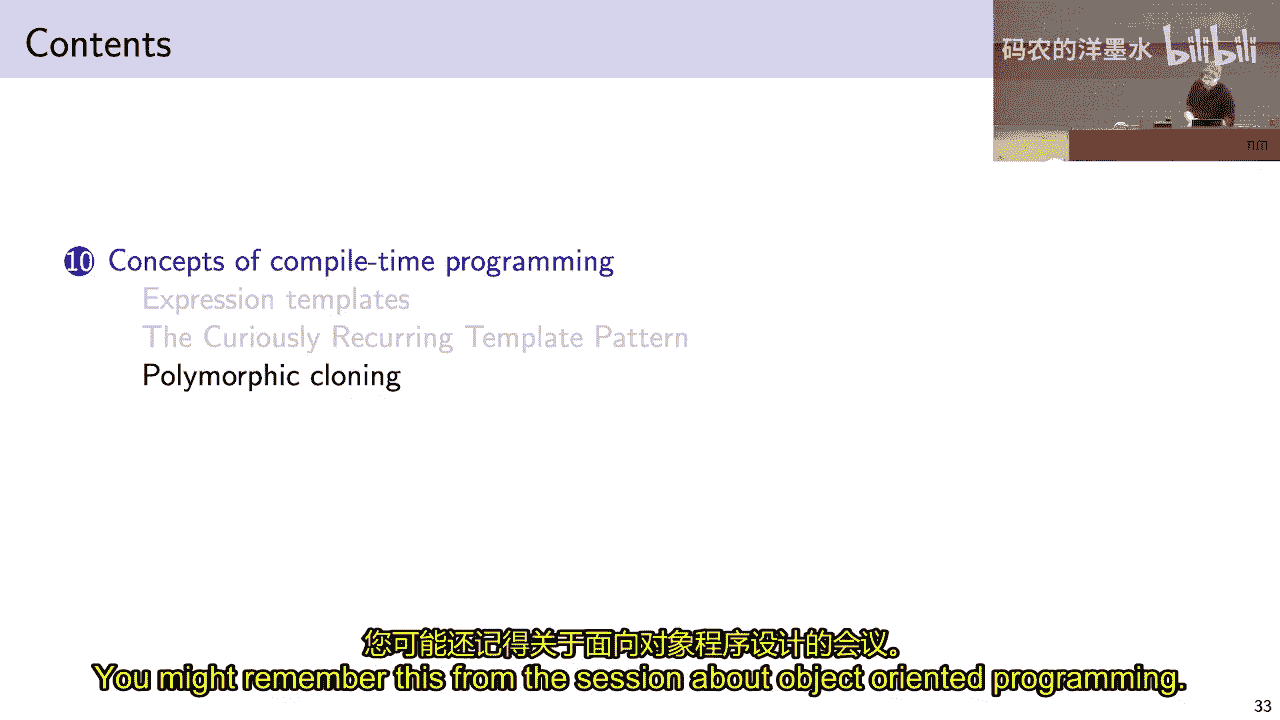 Contents
码农的洋墨水 bilibili
10 Concepts of compile-time programming
Expression templates
The Curiously Recurring Template Pattern
Polymorphic cloning
您可能还记得关于面向对象程序设计的会议。
You might remember this from the session about object oriented programming.
33